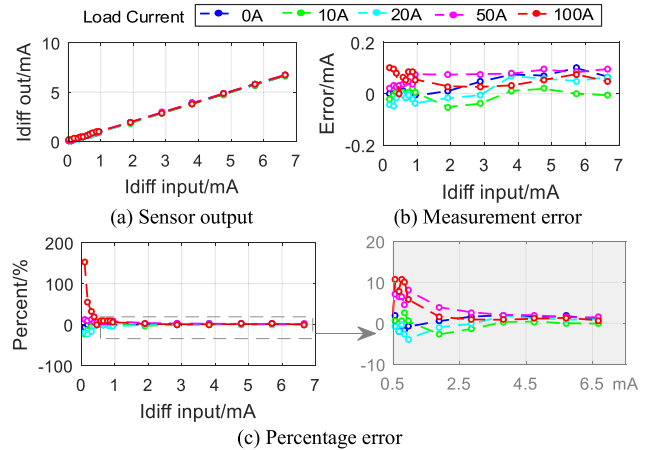 Load Current 0A 10A 20A 50A 100A
10
5
0
Idiff out/mA
0 1 2 3 4 5 6 7
Idiff input/mA
(a) Sensor output
0.2
0
-0.2
Error/mA
0 1 2 3 4 5 6 7
Idiff input/mA
(b) Measurement error
200
100
0
-100
Percent/%
0 1 2 3 4 5 6 7
Idiff input/mA
20
10
0
-10
0.5 2.5 4.5 6.5 mA
(c) Percentage error